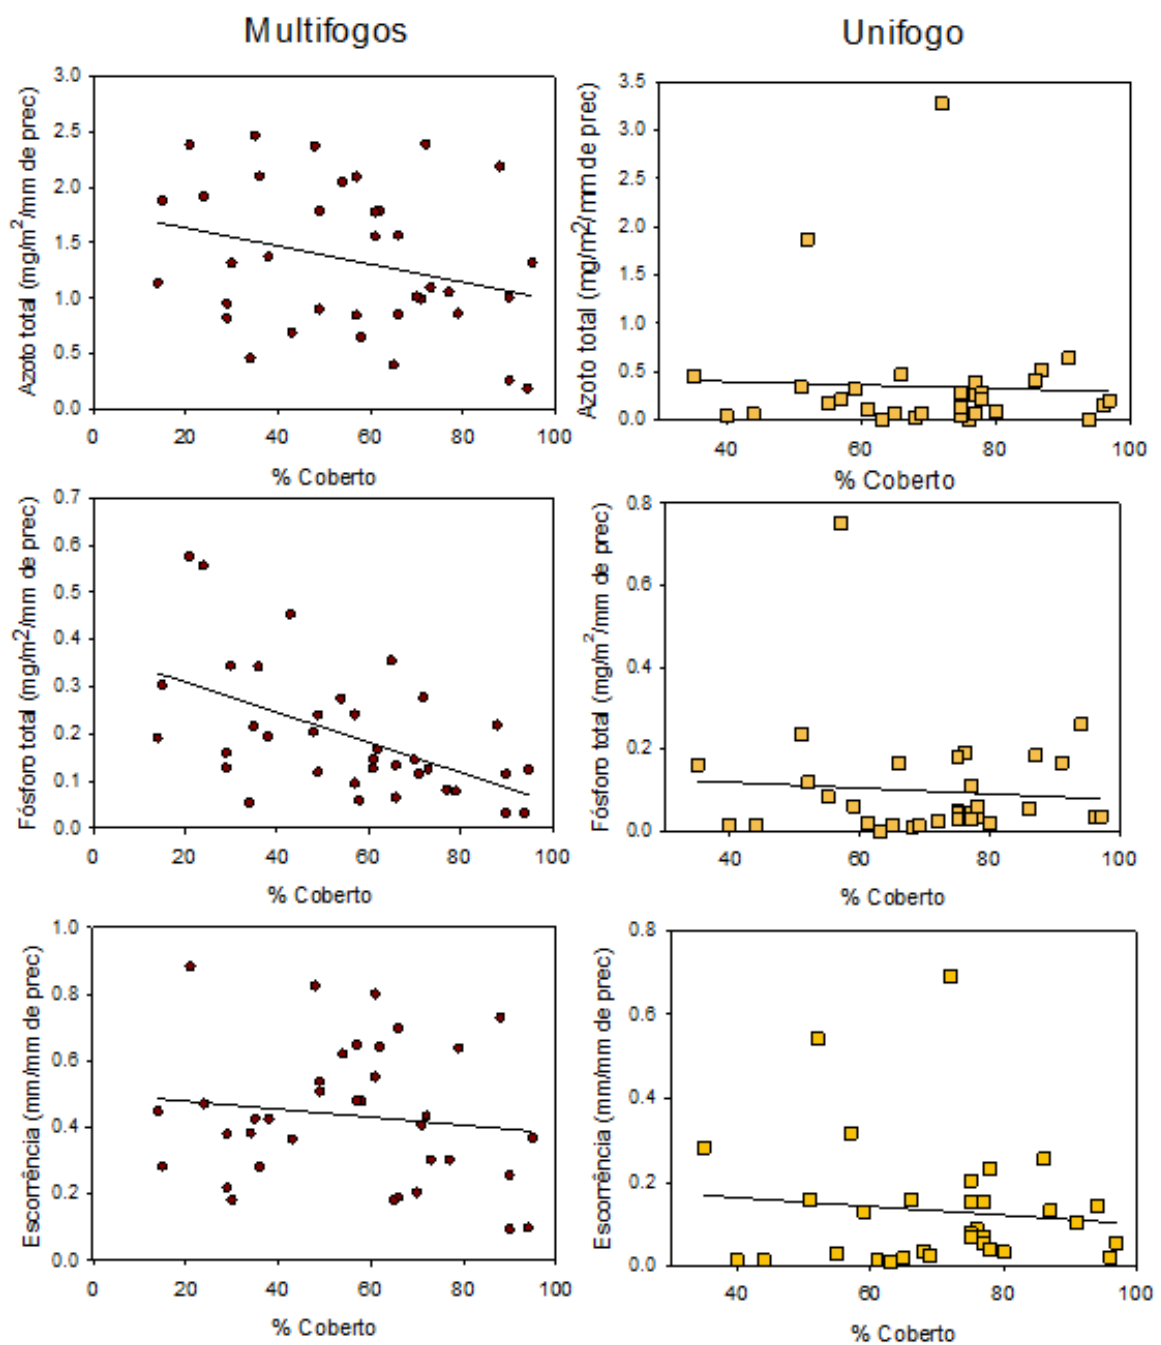 Multifogos
Unifogo
Azoto total (mg/m²/mm de prec)
3.0
2.5
2.0
1.5
1.0
0.5
0.0
0 20 40 60 80 100
% Coberto
Azoto total (mg/m²/mm de prec)
3.5
3.0
2.5
2.0
1.5
1.0
0.5
0.0
40 60 80 100
% Coberto
Fósforo total (mg/m²/mm de prec)
0.7
0.6
0.5
0.4
0.3
0.2
0.1
0.0
0 20 40 60 80 100
% Coberto
Fósforo total (mg/m²/mm de prec)
0.8
0.6
0.4
0.2
0.0
40 60 80 100
% Coberto
Escorrência (mm/mm de prec)
1.0
0.8
0.6
0.4
0.2
0.0
0 20 40 60 80 100
% Coberto
Escorrência (mm/mm de prec)
0.8
0.6
0.4
0.2
0.0
40 60 80 100
% Coberto